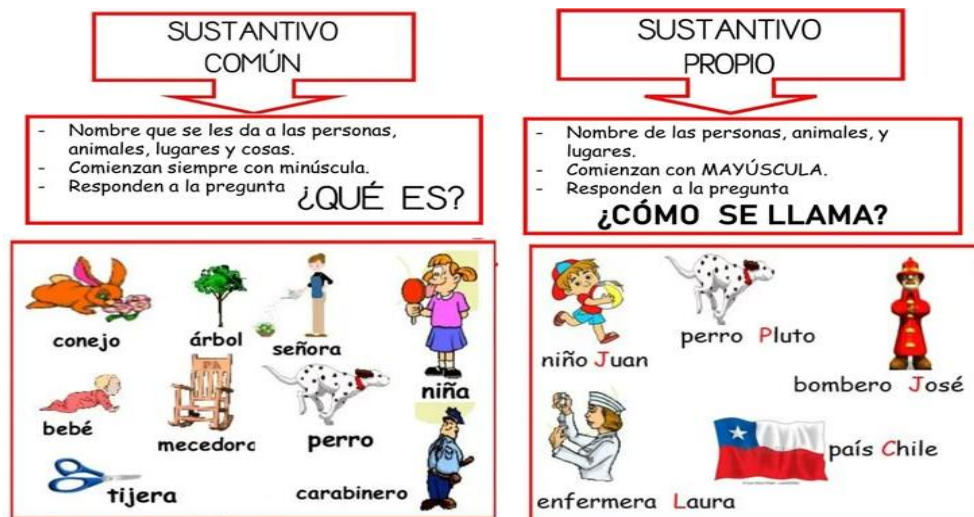 SUSTANTIVO
COMÚN
- Nombre que se les da a las personas,
animales, lugares y cosas.
- Comienzan siempre con minúscula.
- Responden a la pregunta
¿QUÉ ES?
conejo
árbol
señora
niña
bebé
mecedora
perro
tijera
carabinero
SUSTANTIVO
PROPIO
- Nombre de las personas, animales, y
lugares.
- Comienzan con MAYÚSCULA.
- Responden a la pregunta
¿CÓMO SE LLAMA?
niño Juan
perro Pluto
bombero José
enfermera Laura
país Chile